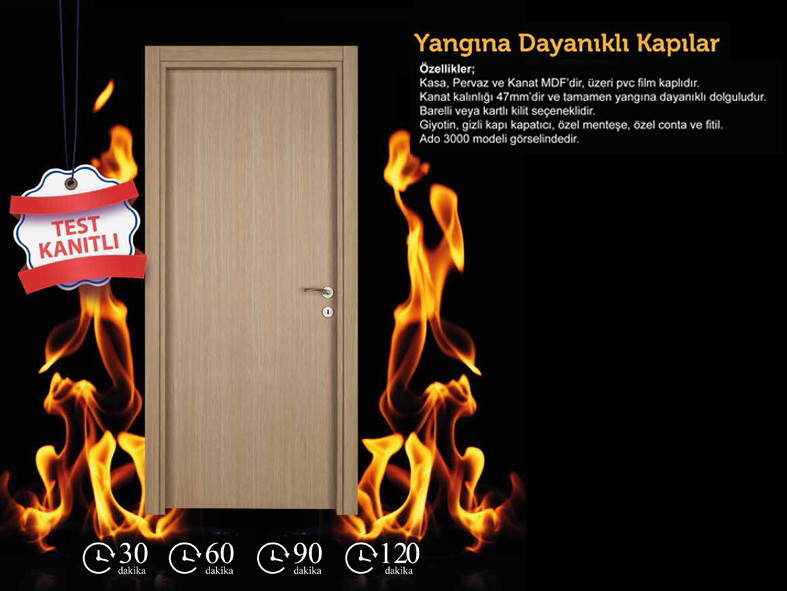 Yangına Dayanıklı Kapılar
Özellikler;
Kasa, Pervaz ve Kanat MDF'dir, üzeri pvc film kaplıdır.
Kanat kalınlığı 47mm'dir ve tamamen yangına dayanıklı dolguludur.
Barelli veya kartlı kilit seçeneklidir.
Giyotin, gizli kapı kapatıcı, özel menteşe, özel conta ve fitil.
Ado 3000 modeli görselindedir.
TEST
KANITLI
30 60 90 120
dakika dakika dakika dakika